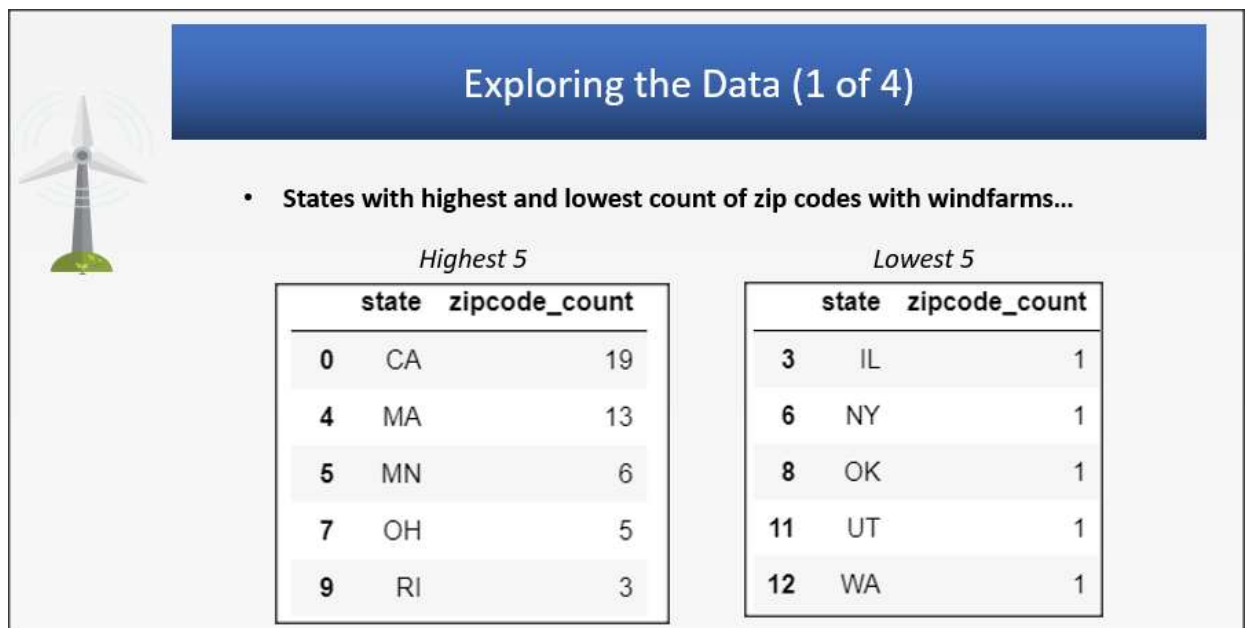 Exploring the Data (1 of 4)
• States with highest and lowest count of zip codes with windfarms...
Highest 5
state zipcode_count
0 CA 19
4 MA 13
5 MN 6
7 OH 5
9 RI 3
Lowest 5
state zipcode_count
3 IL 1
6 NY 1
8 OK 1
11 UT 1
12 WA 1